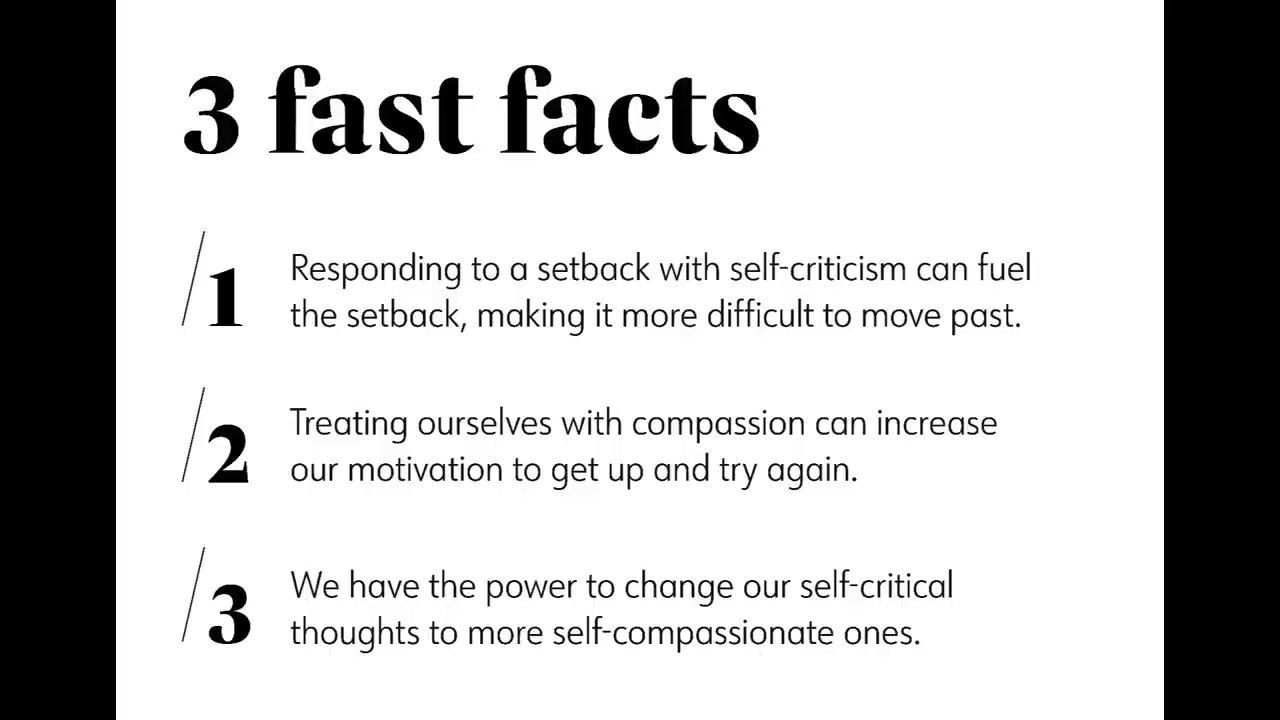 3 fast facts
/1 Responding to a setback with self-criticism can fuel
the setback, making it more difficult to move past.
/2 Treating ourselves with compassion can increase
our motivation to get up and try again.
/3 We have the power to change our self-critical
thoughts to more self-compassionate ones.